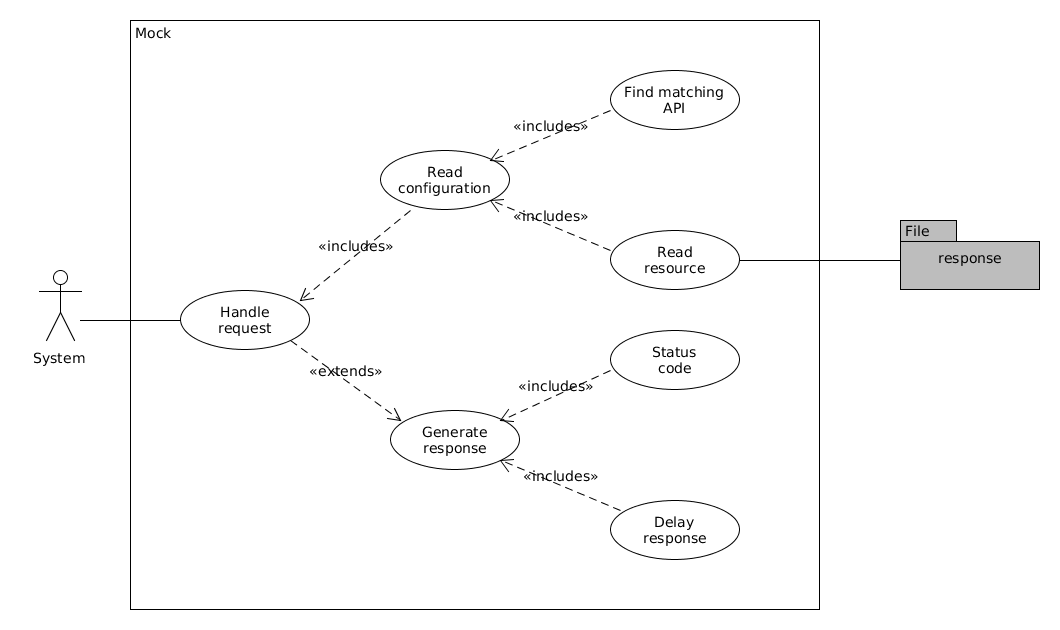 Mock
Find matching
API
«includes»
Read
configuration
«includes»
File
response
Read
resource
«includes»
Handle
request
System
Status
code
«extends»
«includes»
Generate
response
«includes»
Delay
response